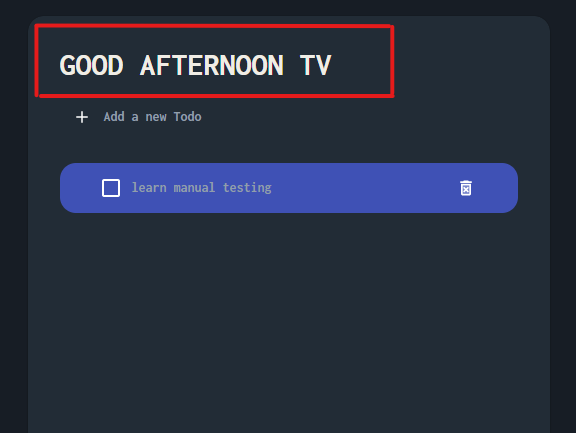 GOOD AFTERNOON TV
Add a new Todo
learn manual testing